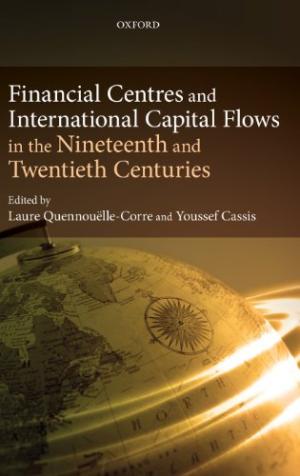 OXFORD
Financial Centres and
International Capital Flows
in the Nineteenth and
Twentieth Centuries
Edited by
Laure Quennouëlle-Corre and Youssef Cassis
NORTH